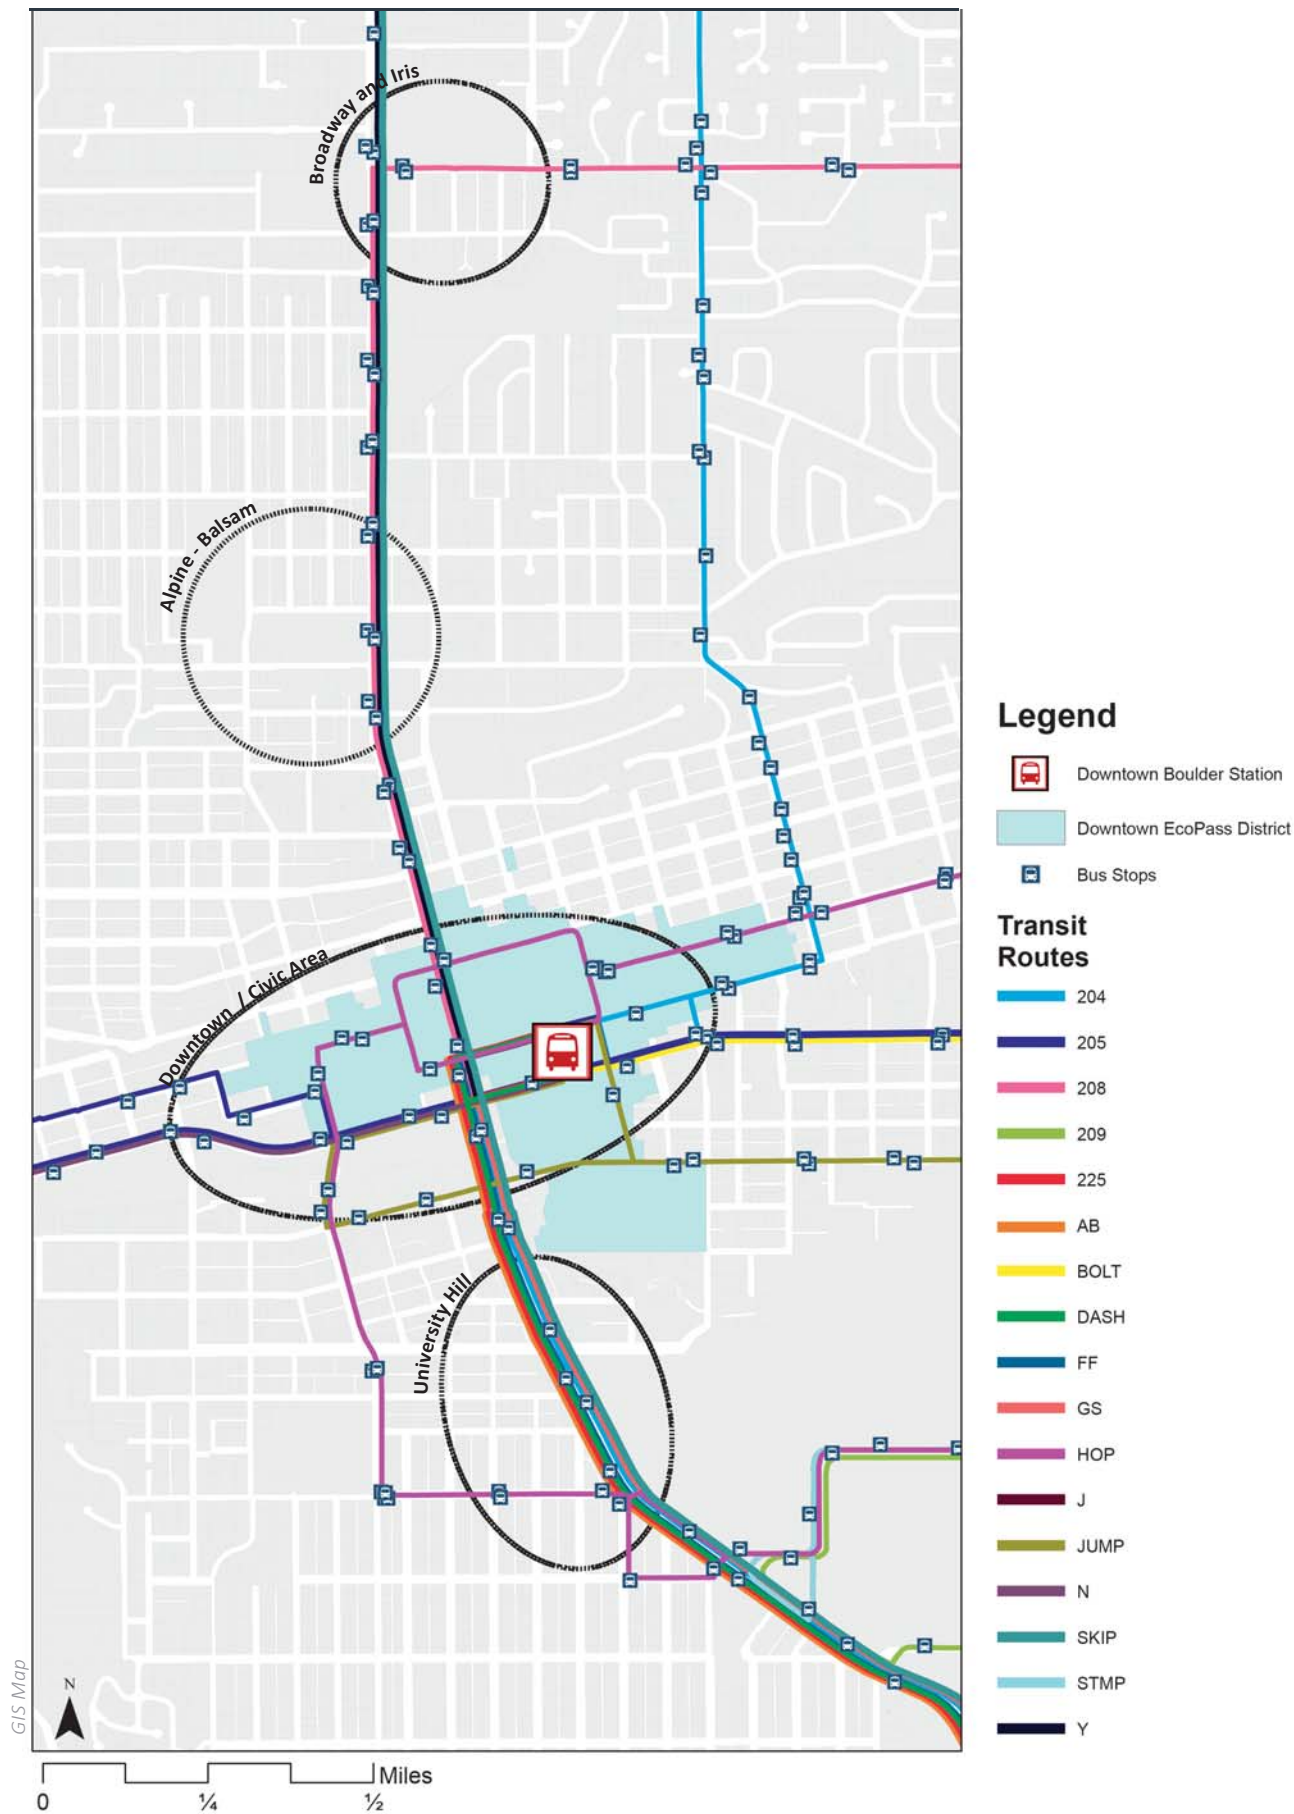 Broadway and Iris
Alpine - Balsam
Downtown / Civic Area
University Hill
Legend
Downtown Boulder Station
Downtown EcoPass District
Bus Stops
Transit
Routes
204
205
208
209
225
AB
BOLT
DASH
FF
GS
HOP
J
JUMP
N
SKIP
STMP
Y
GIS Map
N
Miles
0 ¼ ½